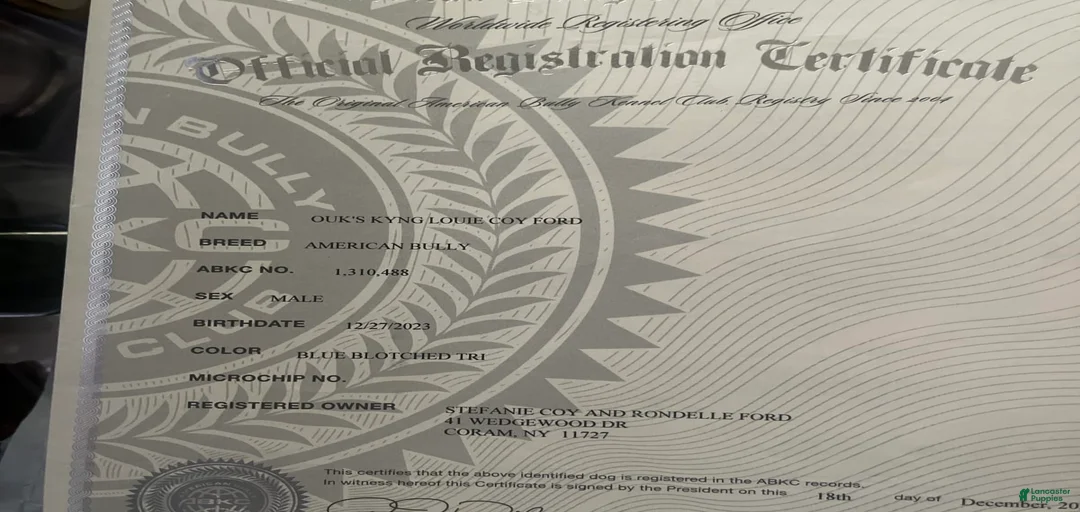 Worldwide Registering Office
Official Registration Certificate
The Original American Bully Kennel Club Registry Since 2004
N BULLY
CLUB
NAME OUK'S KYNG LOUIE COY FORD
BREED AMERICAN BULLY
ABKC NO. 1,310,488
SEX MALE
BIRTHDATE 12/27/2023
COLOR BLUE BLOTCHED TRI
MICROCHIP NO.
REGISTERED OWNER STEFANIE COY AND RONDELLE FORD
41 WEDGEWOOD DR
CORAM, NY 11727
This certifies that the above identified dog is registered in the ABKC records.
In witness hereof this Certificate is signed by the President on this 18th day of December, 20
Lancaster
Puppies